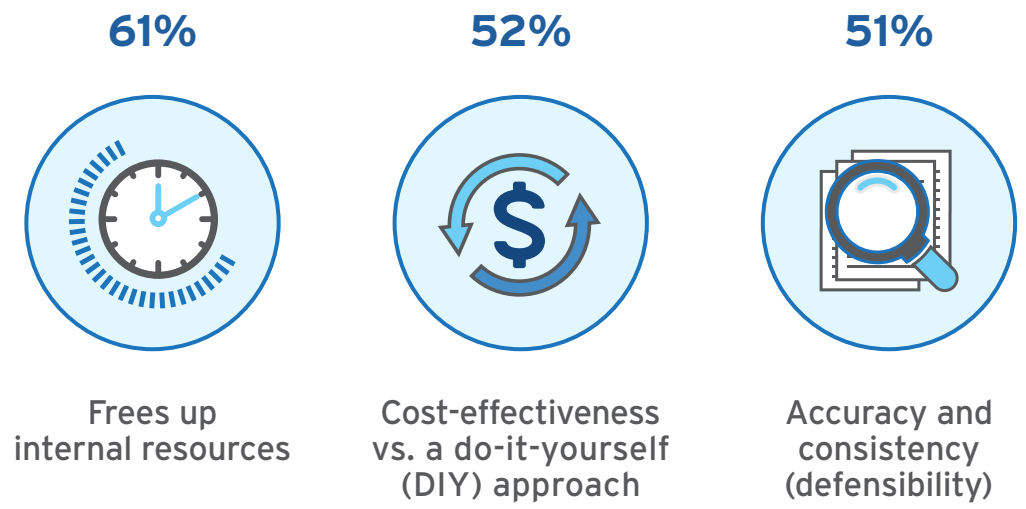 61%
Frees up
internal resources
52%
Cost-effectiveness
vs. a do-it-yourself
(DIY) approach
51%
Accuracy and
consistency
(defensibility)